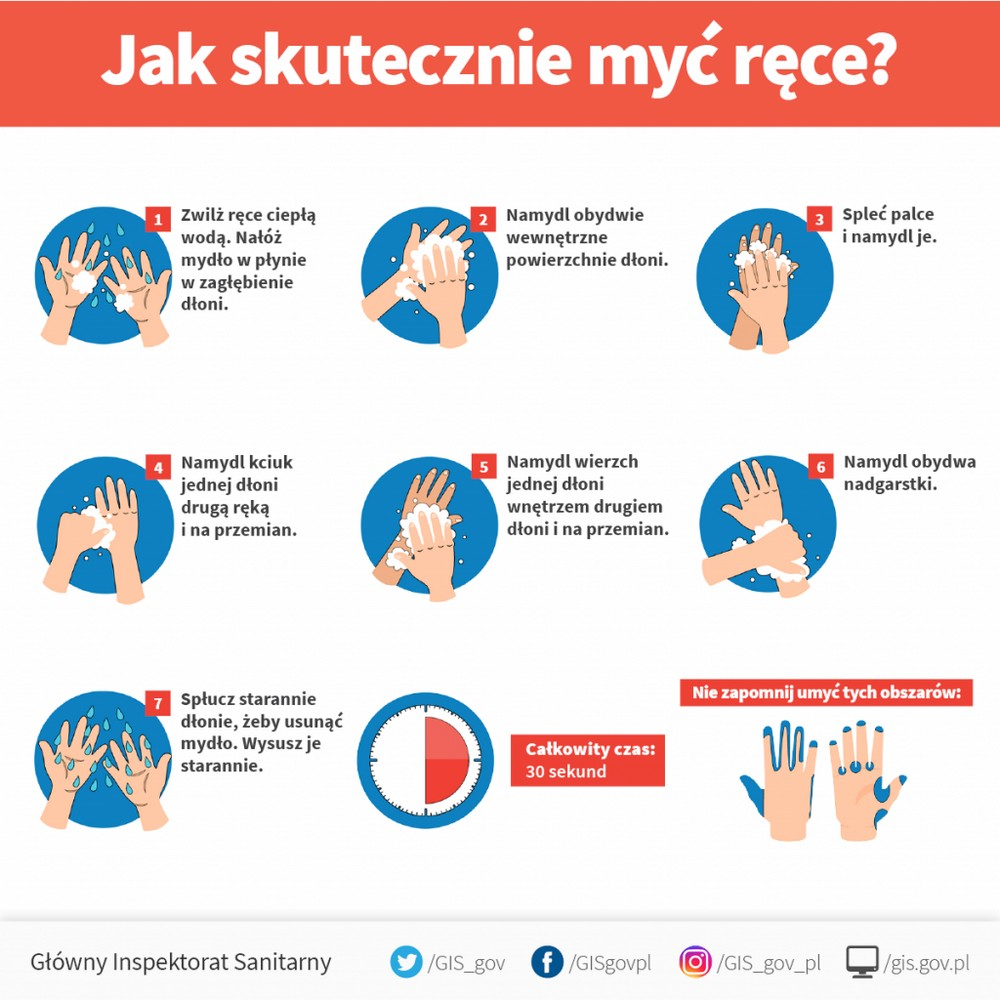 Jak skutecznie myć ręce?
1
Zwilż ręce ciepłą
wodą. Nałóż
mydło w płynie
w zagłębienie
dłoni.
2
Namydl obydwie
wewnętrzne
powierzchnie dłoni.
3
Spleć palce
i namydl je.
4
Namydl kciuk
jednej dłoni
drugą ręką
i na przemian.
5
Namydl wierzch
jednej dłoni
wnętrzem drugiem
dłoni i na przemian.
6
Namydl obydwa
nadgarstki.
7
Spłucz starannie
dłonie, żeby usunąć
mydło. Wysusz je
starannie.
Całkowity czas:
30 sekund
Nie zapomnij umyć tych obszarów:
Główny Inspektorat Sanitarny
/GIS_gov
/GISgovpl
/GIS_gov_pl
/gis.gov.pl